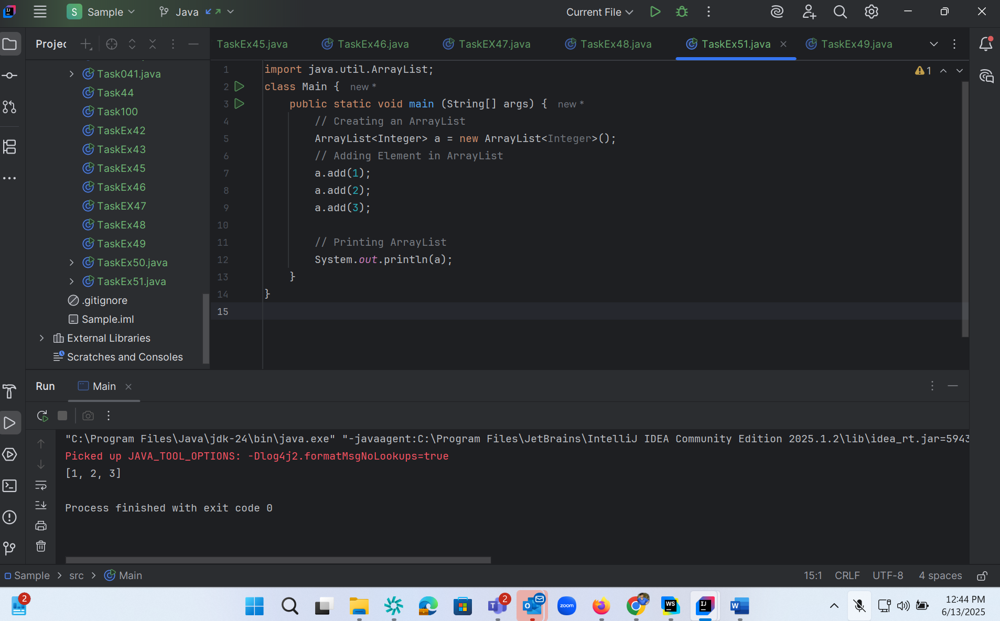 S Sample Java Current File
Project
TaskEx45.java TaskEx46.java TaskEX47.java TaskEx48.java TaskEx51.java TaskEx49.java
Task041.java
Task44
Task100
TaskEx42
TaskEx43
TaskEx45
TaskEx46
TaskEX47
TaskEx48
TaskEx49
TaskEx50.java
TaskEx51.java
.gitignore
Sample.iml
External Libraries
Scratches and Consoles
1 import java.util.ArrayList;
2 class Main { new *
3 public static void main (String[] args) { new *
4 // Creating an ArrayList
5 ArrayList<Integer> a = new ArrayList<Integer>();
6 // Adding Element in ArrayList
7 a.add(1);
8 a.add(2);
9 a.add(3);
10
11 // Printing ArrayList
12 System.out.println(a);
13 }
14 }
15
1
Run Main
"C:\Program Files\Java\jdk-24\bin\java.exe" "-javaagent:C:\Program Files\JetBrains\IntelliJ IDEA Community Edition 2025.1.2\lib\idea_rt.jar=5943
Picked up JAVA_TOOL_OPTIONS: -Dlog4j2.formatMsgNoLookups=true
[1, 2, 3]
Process finished with exit code 0
Sample > src > Main 15:1 CRLF UTF-8 4 spaces
2 T 2 O zoom WS IJ W 12:44 PM
6/13/2025